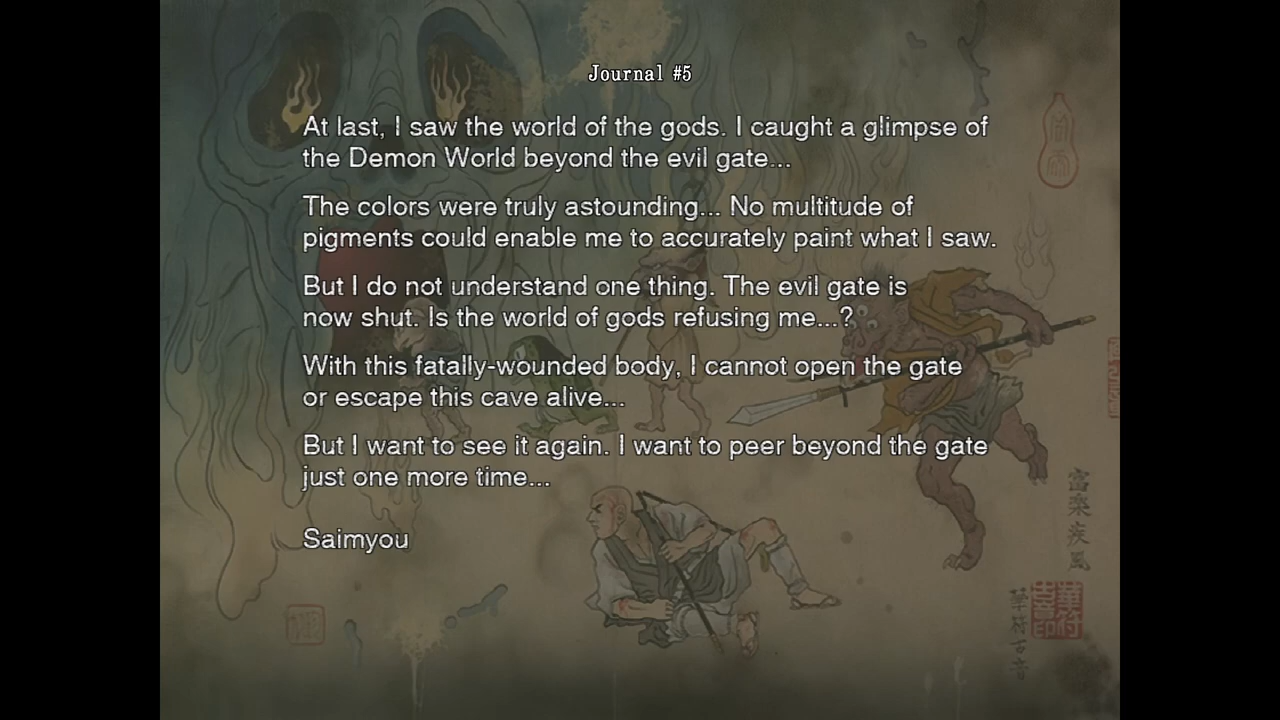 Journal #5
At last, I saw the world of the gods. I caught a glimpse of
the Demon World beyond the evil gate...
The colors were truly astounding... No multitude of
pigments could enable me to accurately paint what I saw.
But I do not understand one thing. The evil gate is
now shut. Is the world of gods refusing me...?
With this fatally-wounded body, I cannot open the gate
or escape this cave alive...
But I want to see it again. I want to peer beyond the gate
just one more time...
Saimyou